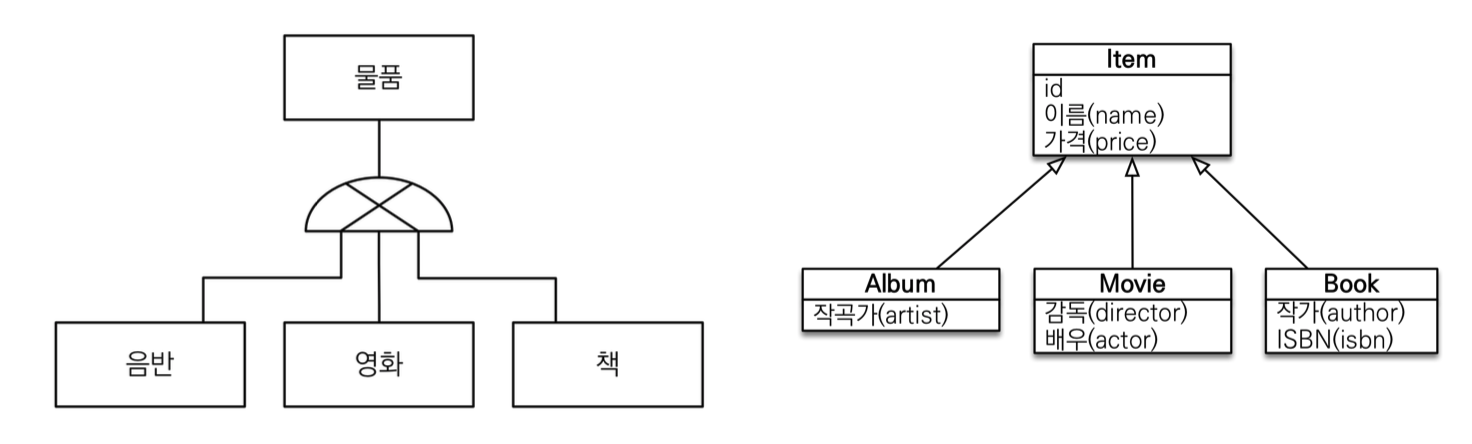 물품
음반
영화
책
Item
id
이름(name)
가격(price)
Album
작곡가(artist)
Movie
감독(director)
배우(actor)
Book
작가(author)
ISBN(isbn)